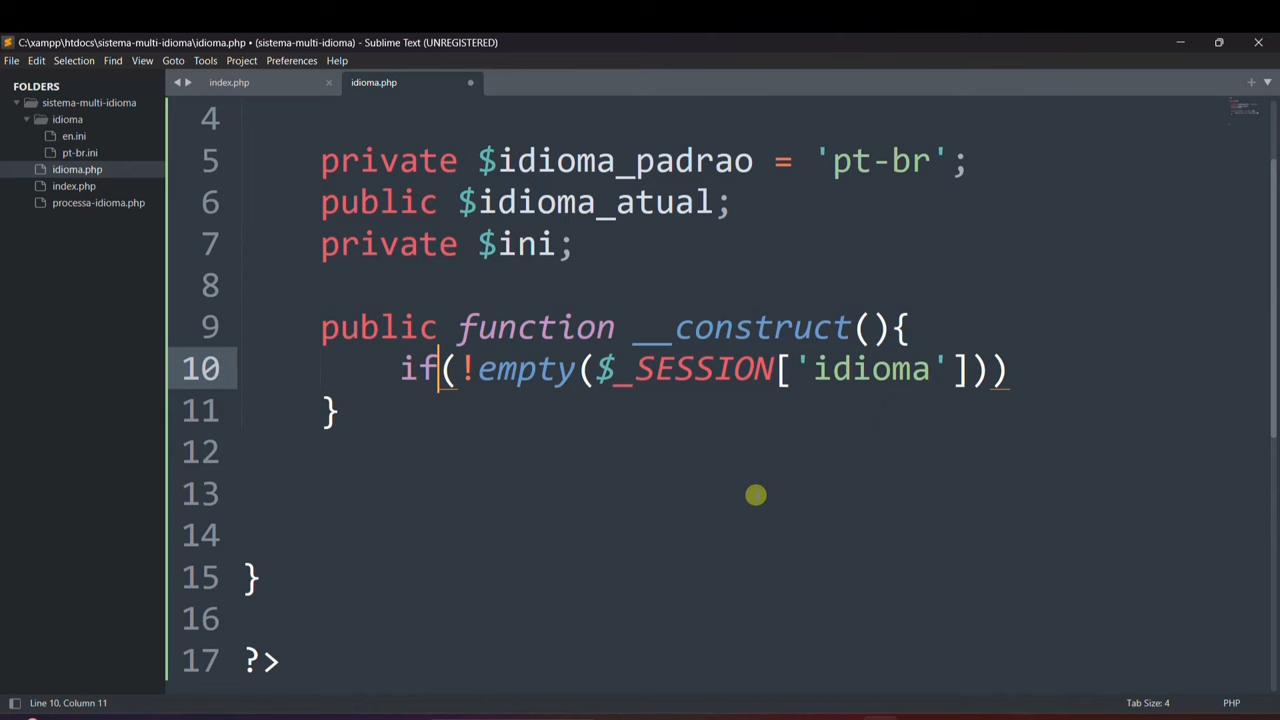 C:\xampp\htdocs\sistema-multi-idioma\idioma.php • (sistema-multi-idioma) - Sublime Text (UNREGISTERED)
File Edit Selection Find View Goto Tools Project Preferences Help
FOLDERS
sistema-multi-idioma
idioma
en.ini
pt-br.ini
idioma.php
index.php
processa-idioma.php
index.php × idioma.php
4
5 private $idioma_padrao = 'pt-br';
6 public $idioma_atual;
7 private $ini;
8
9 public function __construct(){
10 if(!empty($_SESSION['idioma']))
11 }
12
13
14
15 }
16
17 ?>
Line 10, Column 11 Tab Size: 4 PHP